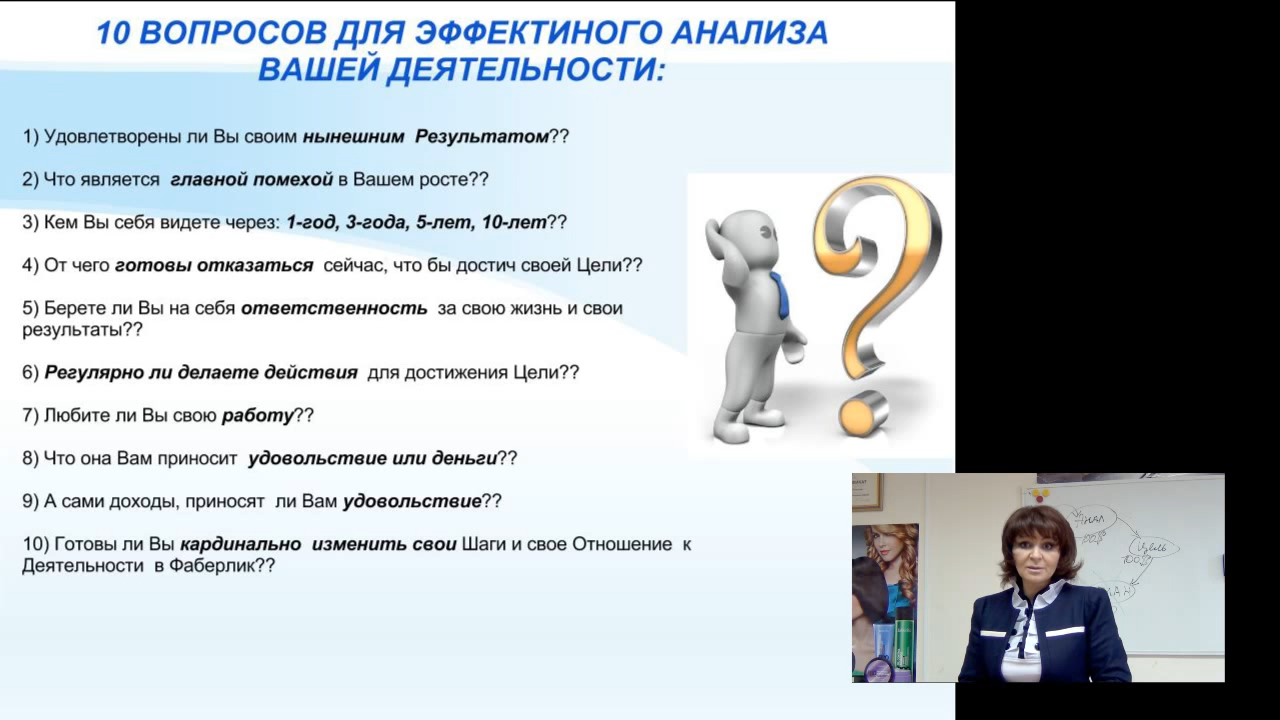 10 ВОПРОСОВ ДЛЯ ЭФФЕКТИНОГО АНАЛИЗА
ВАШЕЙ ДЕЯТЕЛЬНОСТИ:
1) Удовлетворены ли Вы своим нынешним Результатом??
2) Что является главной помехой в Вашем росте??
3) Кем Вы себя видете через: 1-год, 3-года, 5-лет, 10-лет??
4) От чего готовы отказаться сейчас, что бы достич своей Цели??
5) Берете ли Вы на себя ответственность за свою жизнь и свои
результаты??
6) Регулярно ли делаете действия для достижения Цели??
7) Любите ли Вы свою работу??
8) Что она Вам приносит удовольствие или деньги??
9) А сами доходы, приносят ли Вам удовольствие??
10) Готовы ли Вы кардинально изменить свои Шаги и свое Отношение к
Деятельности в Фаберлик??
Цель